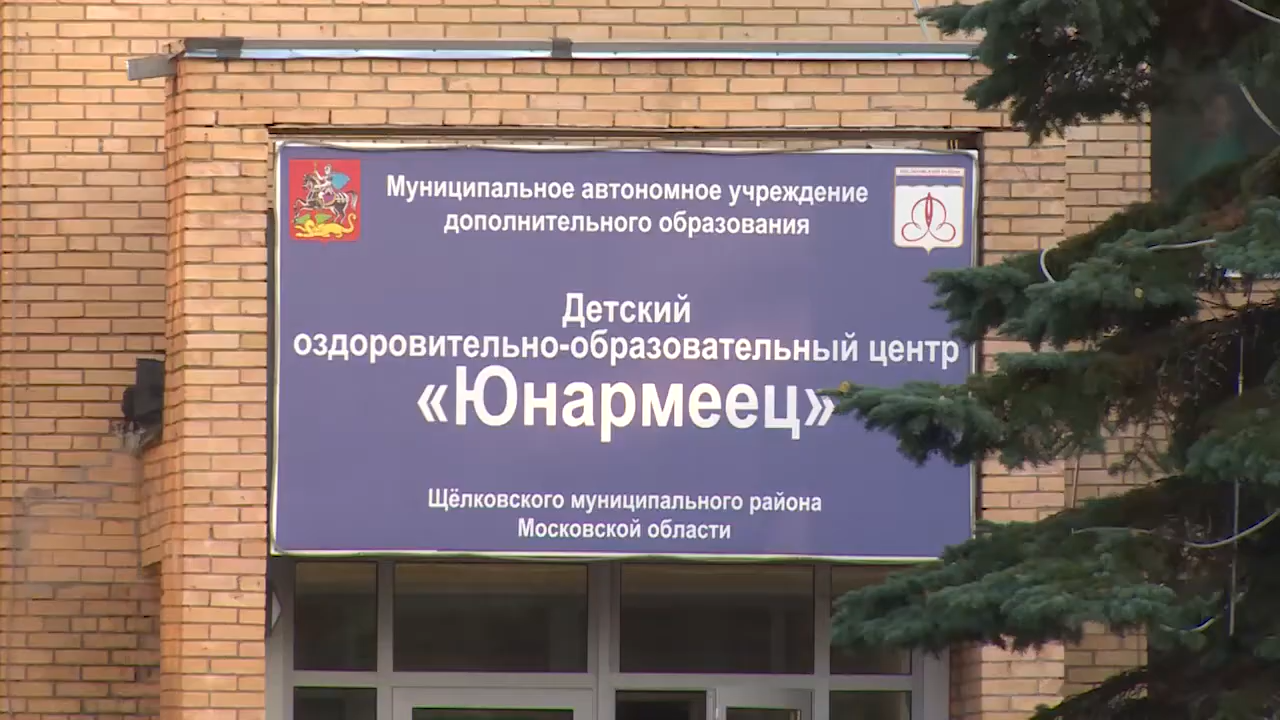 Муниципальное автономное учреждение
дополнительного образования
Детский
оздоровительно-образовательный центр
«Юнармеец»
Щёлковского муниципального района
Московской области